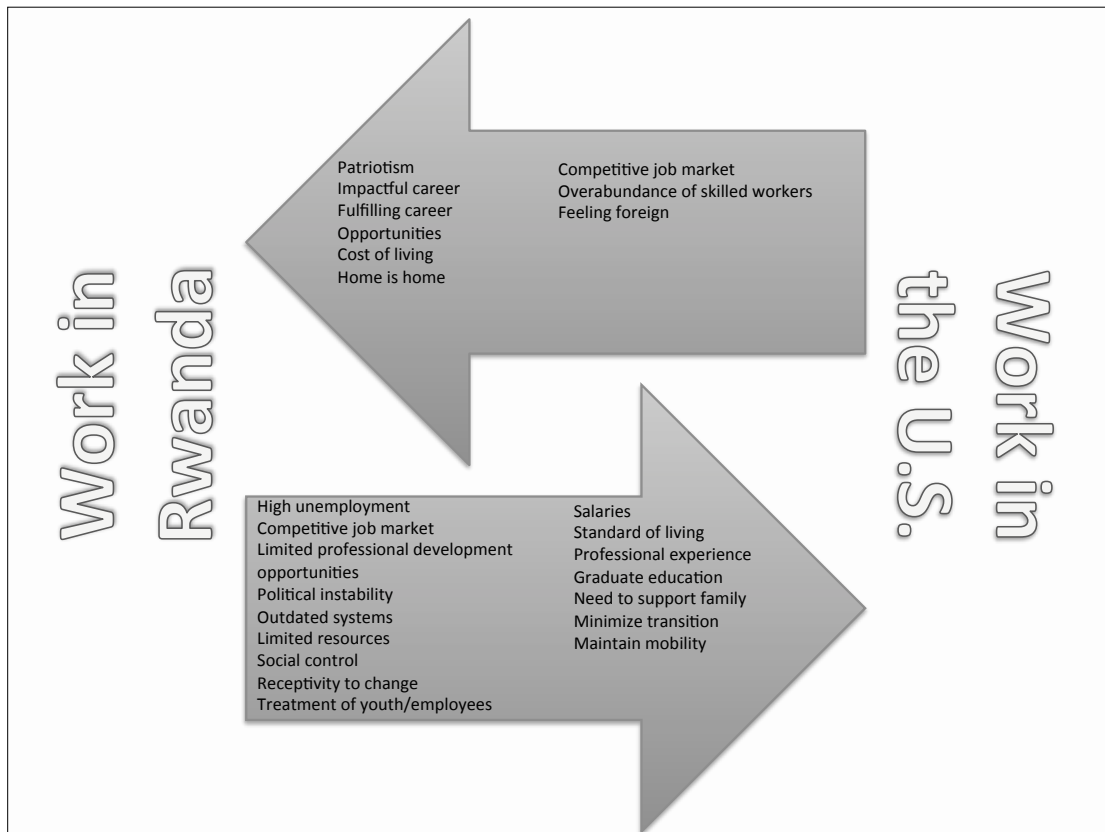 Work in
Rwanda
Patriotism
Impactful career
Fulfilling career
Opportunities
Cost of living
Home is home
Competitive job market
Overabundance of skilled workers
Feeling foreign
Work in
the U.S.
High unemployment
Competitive job market
Limited professional development
opportunities
Political instability
Outdated systems
Limited resources
Social control
Receptivity to change
Treatment of youth/employees
Salaries
Standard of living
Professional experience
Graduate education
Need to support family
Minimize transition
Maintain mobility